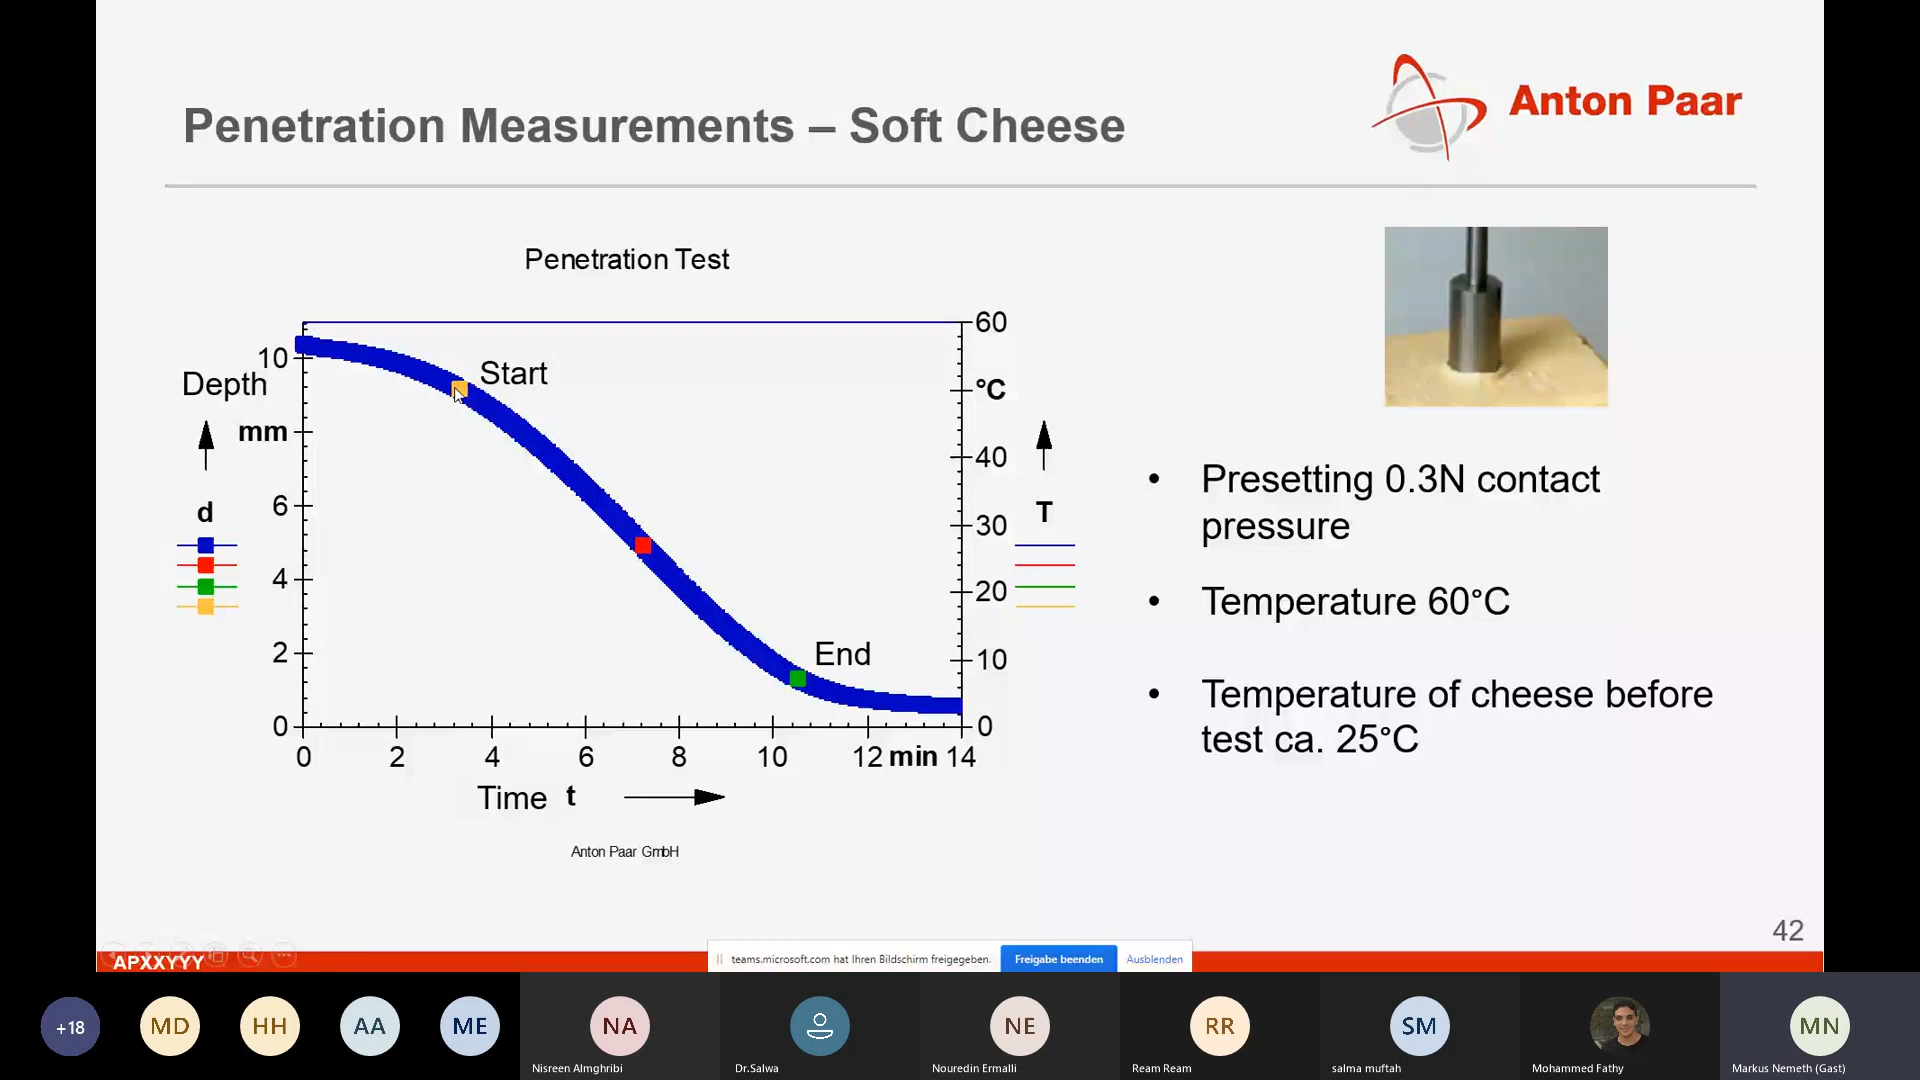 Anton Paar
Penetration Measurements – Soft Cheese
Penetration Test
Depth
mm
d
10
6
4
2
0
Start
End
60
°C
40
30
20
10
0
T
0 2 4 6 8 10 12 min 14
Time t
Anton Paar GmbH
• Presetting 0.3N contact
pressure
• Temperature 60°C
• Temperature of cheese before
test ca. 25°C
42
APXXYYY
teams.microsoft.com hat Ihren Bildschirm freigegeben. Freigabe beenden Ausblenden
+18 MD HH AA ME NA NE RR SM MN
Nisreen Almghribi Dr.Salwa Nouredin Ermalli Ream Ream salma muftah Mohammed Fathy Markus Nemeth (Gast)